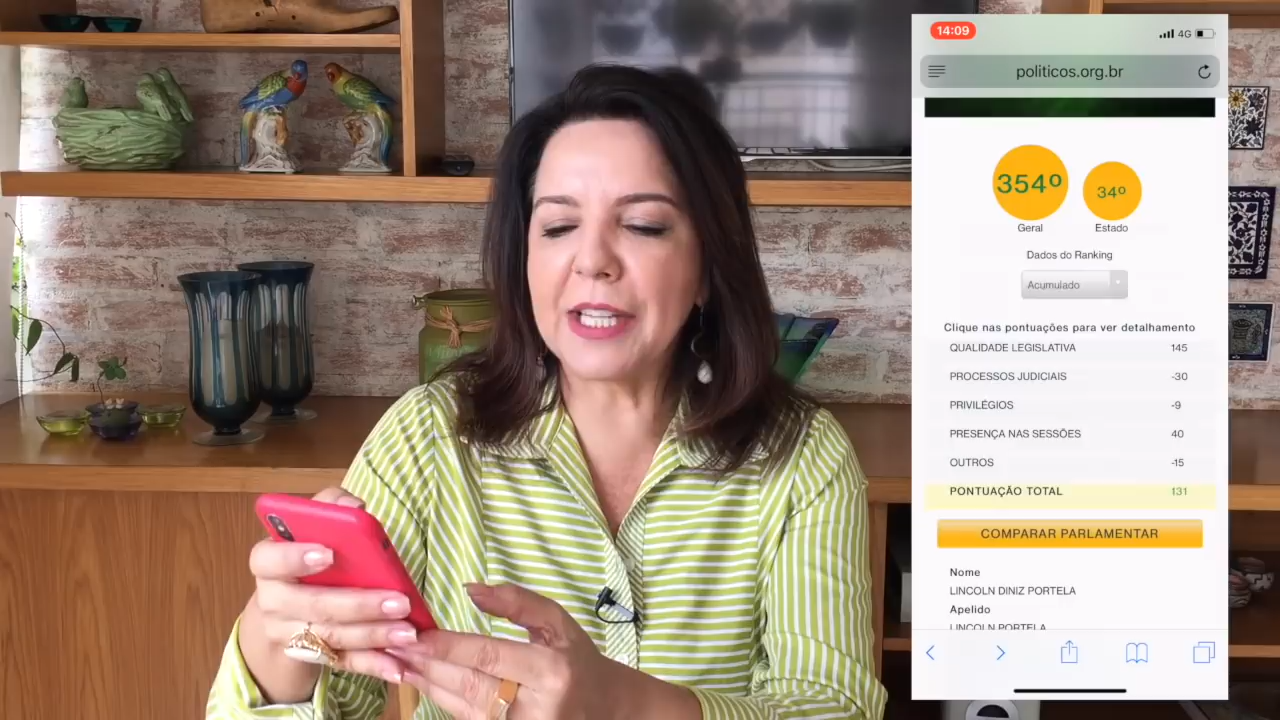 14:09
4G
politicos.org.br
354º
34º
Geral
Estado
Dados do Ranking
Acumulado
Clique nas pontuações para ver detalhamento
QUALIDADE LEGISLATIVA 145
PROCESSOS JUDICIAIS -30
PRIVILÉGIOS -9
PRESENÇA NAS SESSÕES 40
OUTROS -15
PONTUAÇÃO TOTAL 131
COMPARAR PARLAMENTAR
Nome
LINCOLN DINIZ PORTELA
Apelido
LINCOLN PORTELA